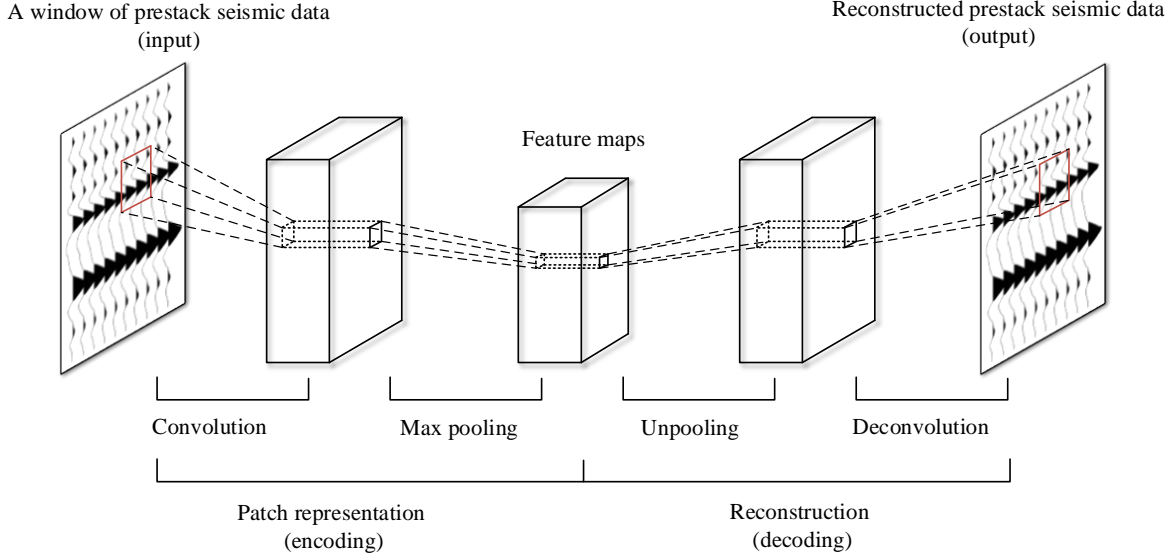 A window of prestack seismic data
(input)
Reconstructed prestack seismic data
(output)
Feature maps
Convolution
Max pooling
Unpooling
Deconvolution
Patch representation
(encoding)
Reconstruction
(decoding)